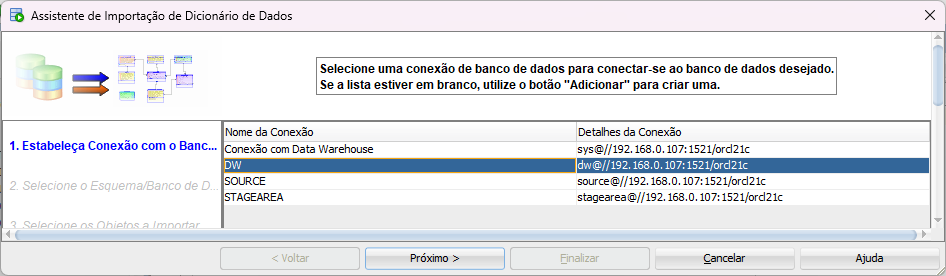 Assistente de Importação de Dicionário de Dados
Selecione uma conexão de banco de dados para conectar-se ao banco de dados desejado.
Se a lista estiver em branco, utilize o botão "Adicionar" para criar uma.
1. Estabeleça Conexão com o Banc...
2. Selecione o Esquema/Banco de D...
3. Selecione os Objetos a Importar
Nome da Conexão Detalhes da Conexão
Conexão com Data Warehouse sys@//192.168.0.107:1521/orcl21c
DW dw@//192.168.0.107:1521/orcl21c
SOURCE source@//192.168.0.107:1521/orcl21c
STAGEAREA stagearea@//192.168.0.107:1521/orcl21c
< Voltar Próximo > Finalizar Cancelar Ajuda